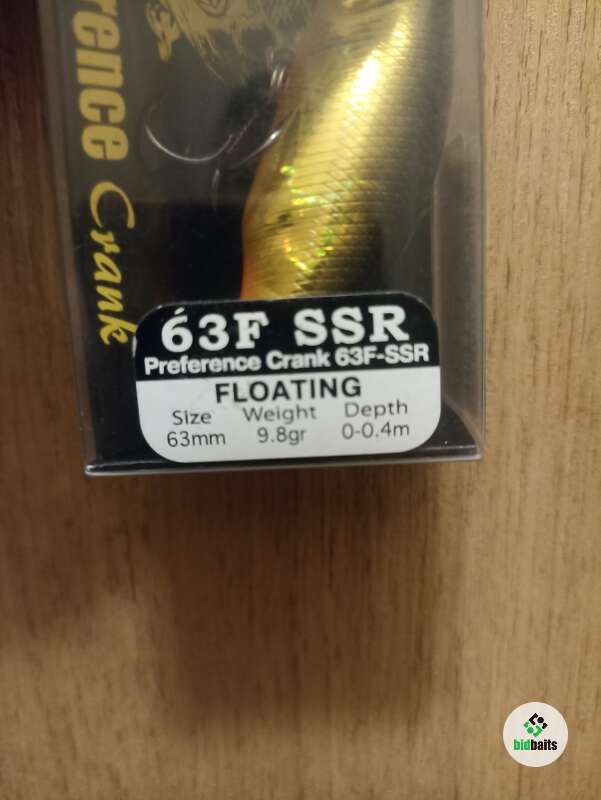 rence Crank
63F SSR
Preference Crank 63F-SSR
FLOATING
Size Weight Depth
63mm 9.8gr 0-0.4m
bidbaits